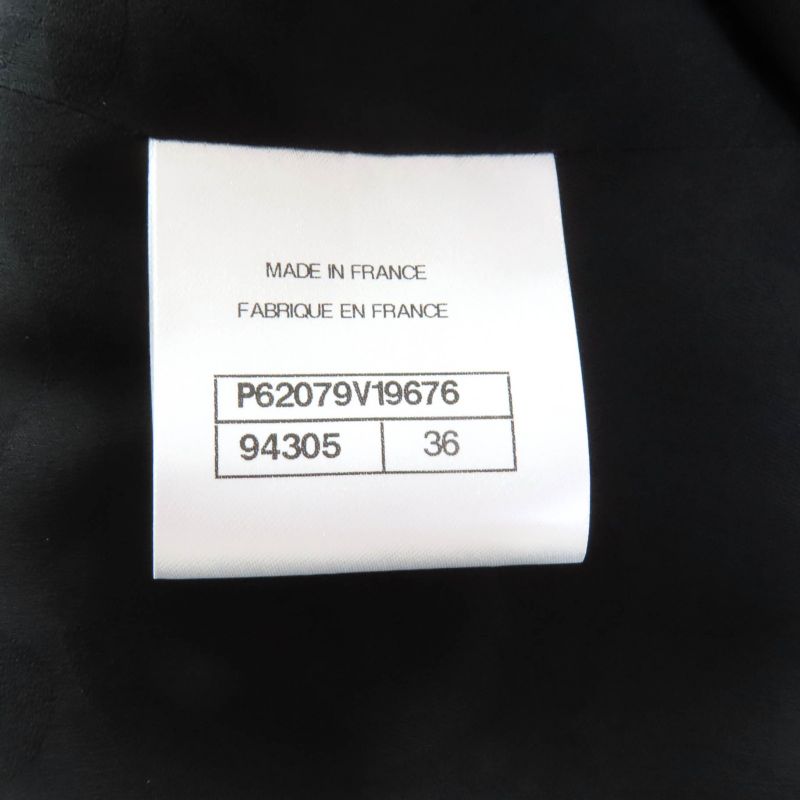 MADE IN FRANCE
FABRIQUE EN FRANCE
P62079V19676
94305 36